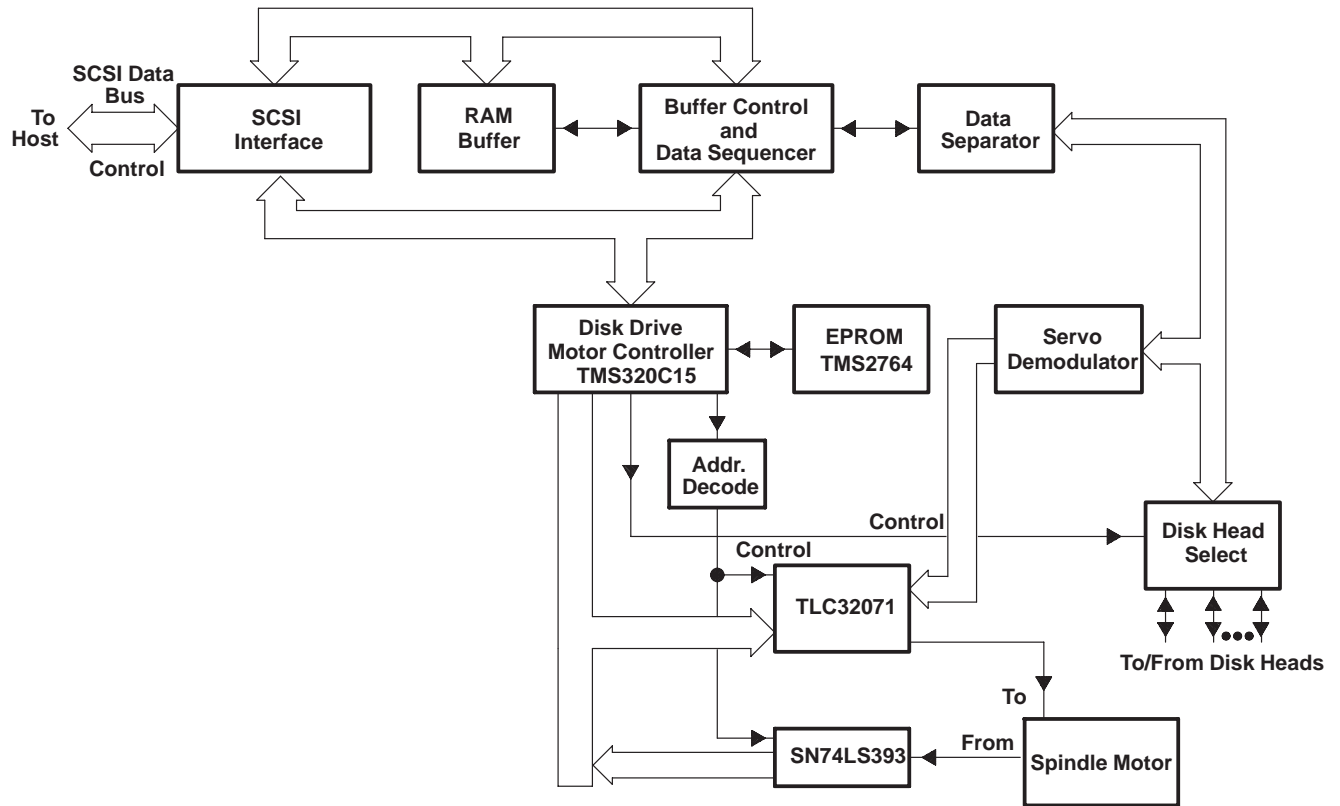 SCSI Data
Bus
To
Host
Control
SCSI
Interface
RAM
Buffer
Buffer Control
and
Data Sequencer
Data
Separator
Disk Drive
Motor Controller
TMS320C15
EPROM
TMS2764
Servo
Demodulator
Addr.
Decode
Control
Disk Head
Select
Control
TLC32071
To/From Disk Heads
To
SN74LS393
From
Spindle Motor